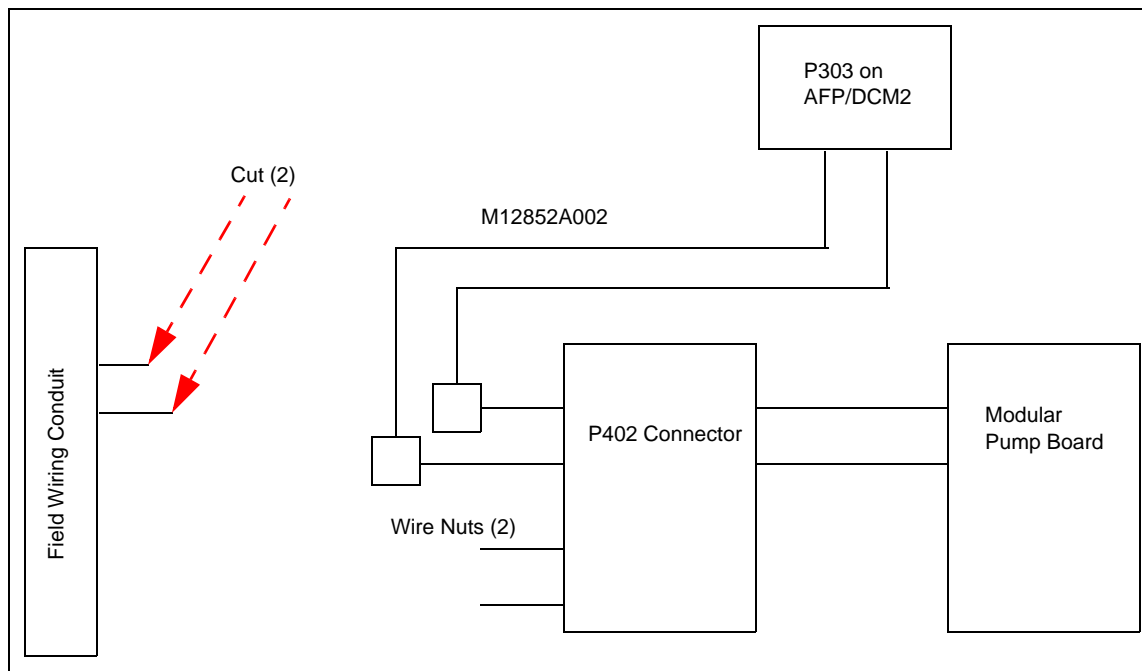 P303 on
AFP/DCM2
Cut (2)
M12852A002
Field Wiring Conduit
P402 Connector
Modular
Pump Board
Wire Nuts (2)